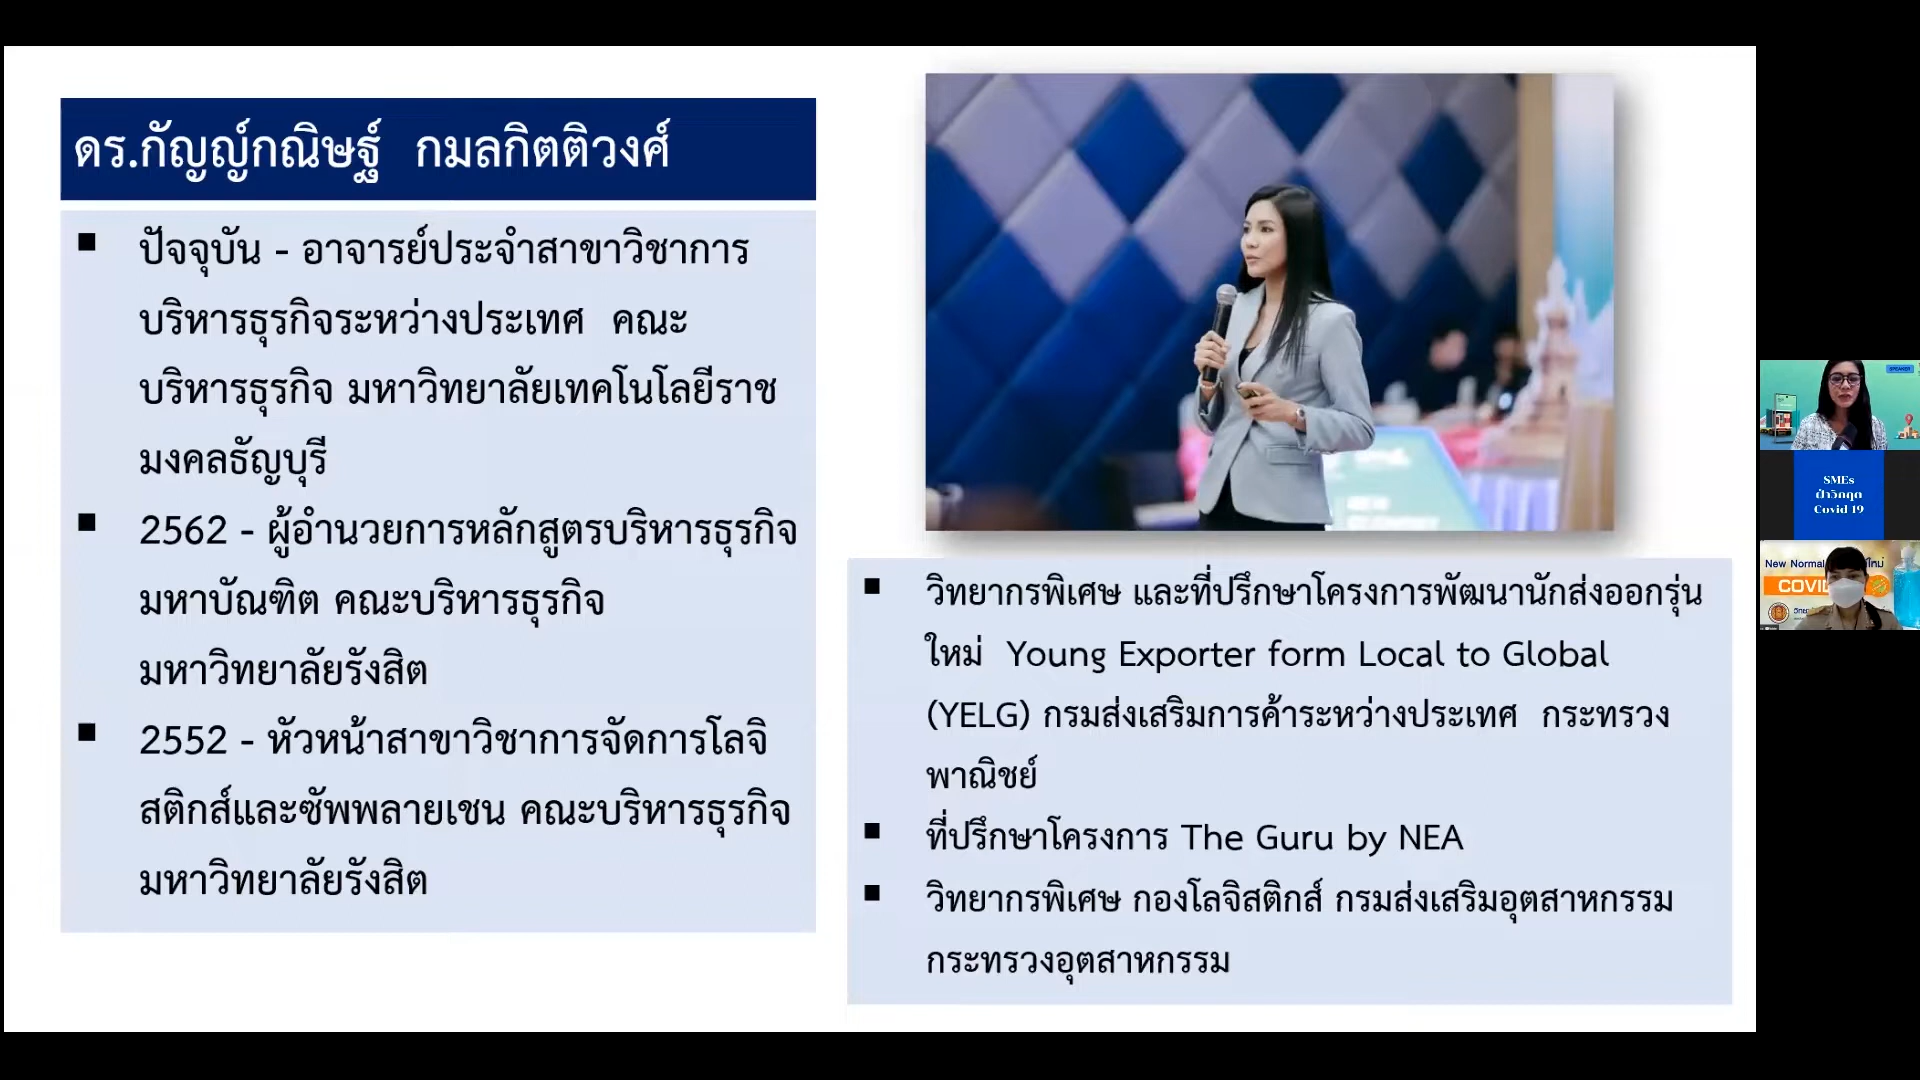 ดร.กัญญ์กณิษฐ์ กมลกิตติวงศ์
▪ ปัจจุบัน - อาจารย์ประจำสาขาวิชาการ
บริหารธุรกิจระหว่างประเทศ คณะ
บริหารธุรกิจ มหาวิทยาลัยเทคโนโลยีราช
มงคลธัญบุรี
▪ 2562 - ผู้อำนวยการหลักสูตรบริหารธุรกิจ
มหาบัณฑิต คณะบริหารธุรกิจ
มหาวิทยาลัยรังสิต
▪ 2552 - หัวหน้าสาขาวิชาการจัดการโลจิ
สติกส์และซัพพลายเชน คณะบริหารธุรกิจ
มหาวิทยาลัยรังสิต
▪ วิทยากรพิเศษ และที่ปรึกษาโครงการพัฒนานักส่งออกรุ่น
ใหม่ Young Exporter form Local to Global
(YELG) กรมส่งเสริมการค้าระหว่างประเทศ กระทรวง
พาณิชย์
▪ ที่ปรึกษาโครงการ The Guru by NEA
▪ วิทยากรพิเศษ กองโลจิสติกส์ กรมส่งเสริมอุตสาหกรรม
กระทรวงอุตสาหกรรม
SPEAKER
SMEs
ฝ่าวิกฤต
Covid 19
New Normal
COVI